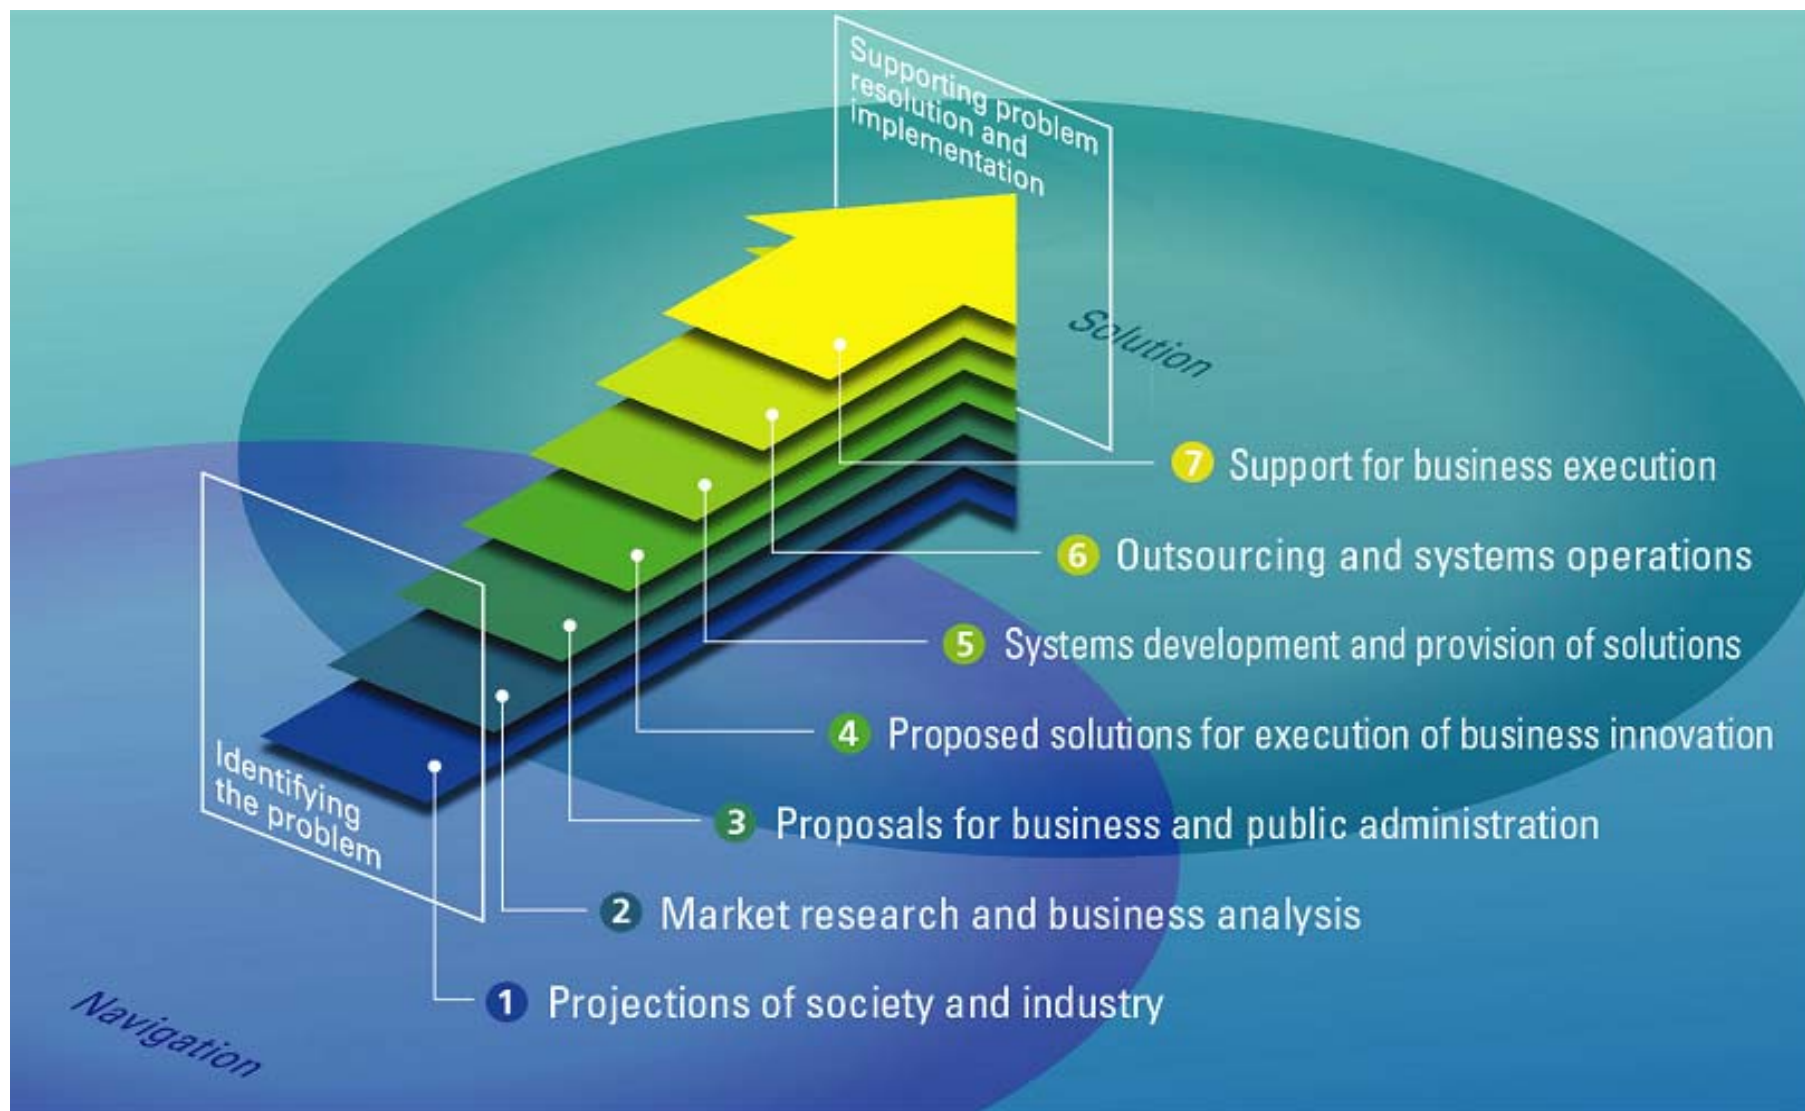 Supporting problem
resolution and
implementation
Solution
7 Support for business execution
6 Outsourcing and systems operations
5 Systems development and provision of solutions
4 Proposed solutions for execution of business innovation
Identifying
the problem
3 Proposals for business and public administration
2 Market research and business analysis
1 Projections of society and industry
Navigation